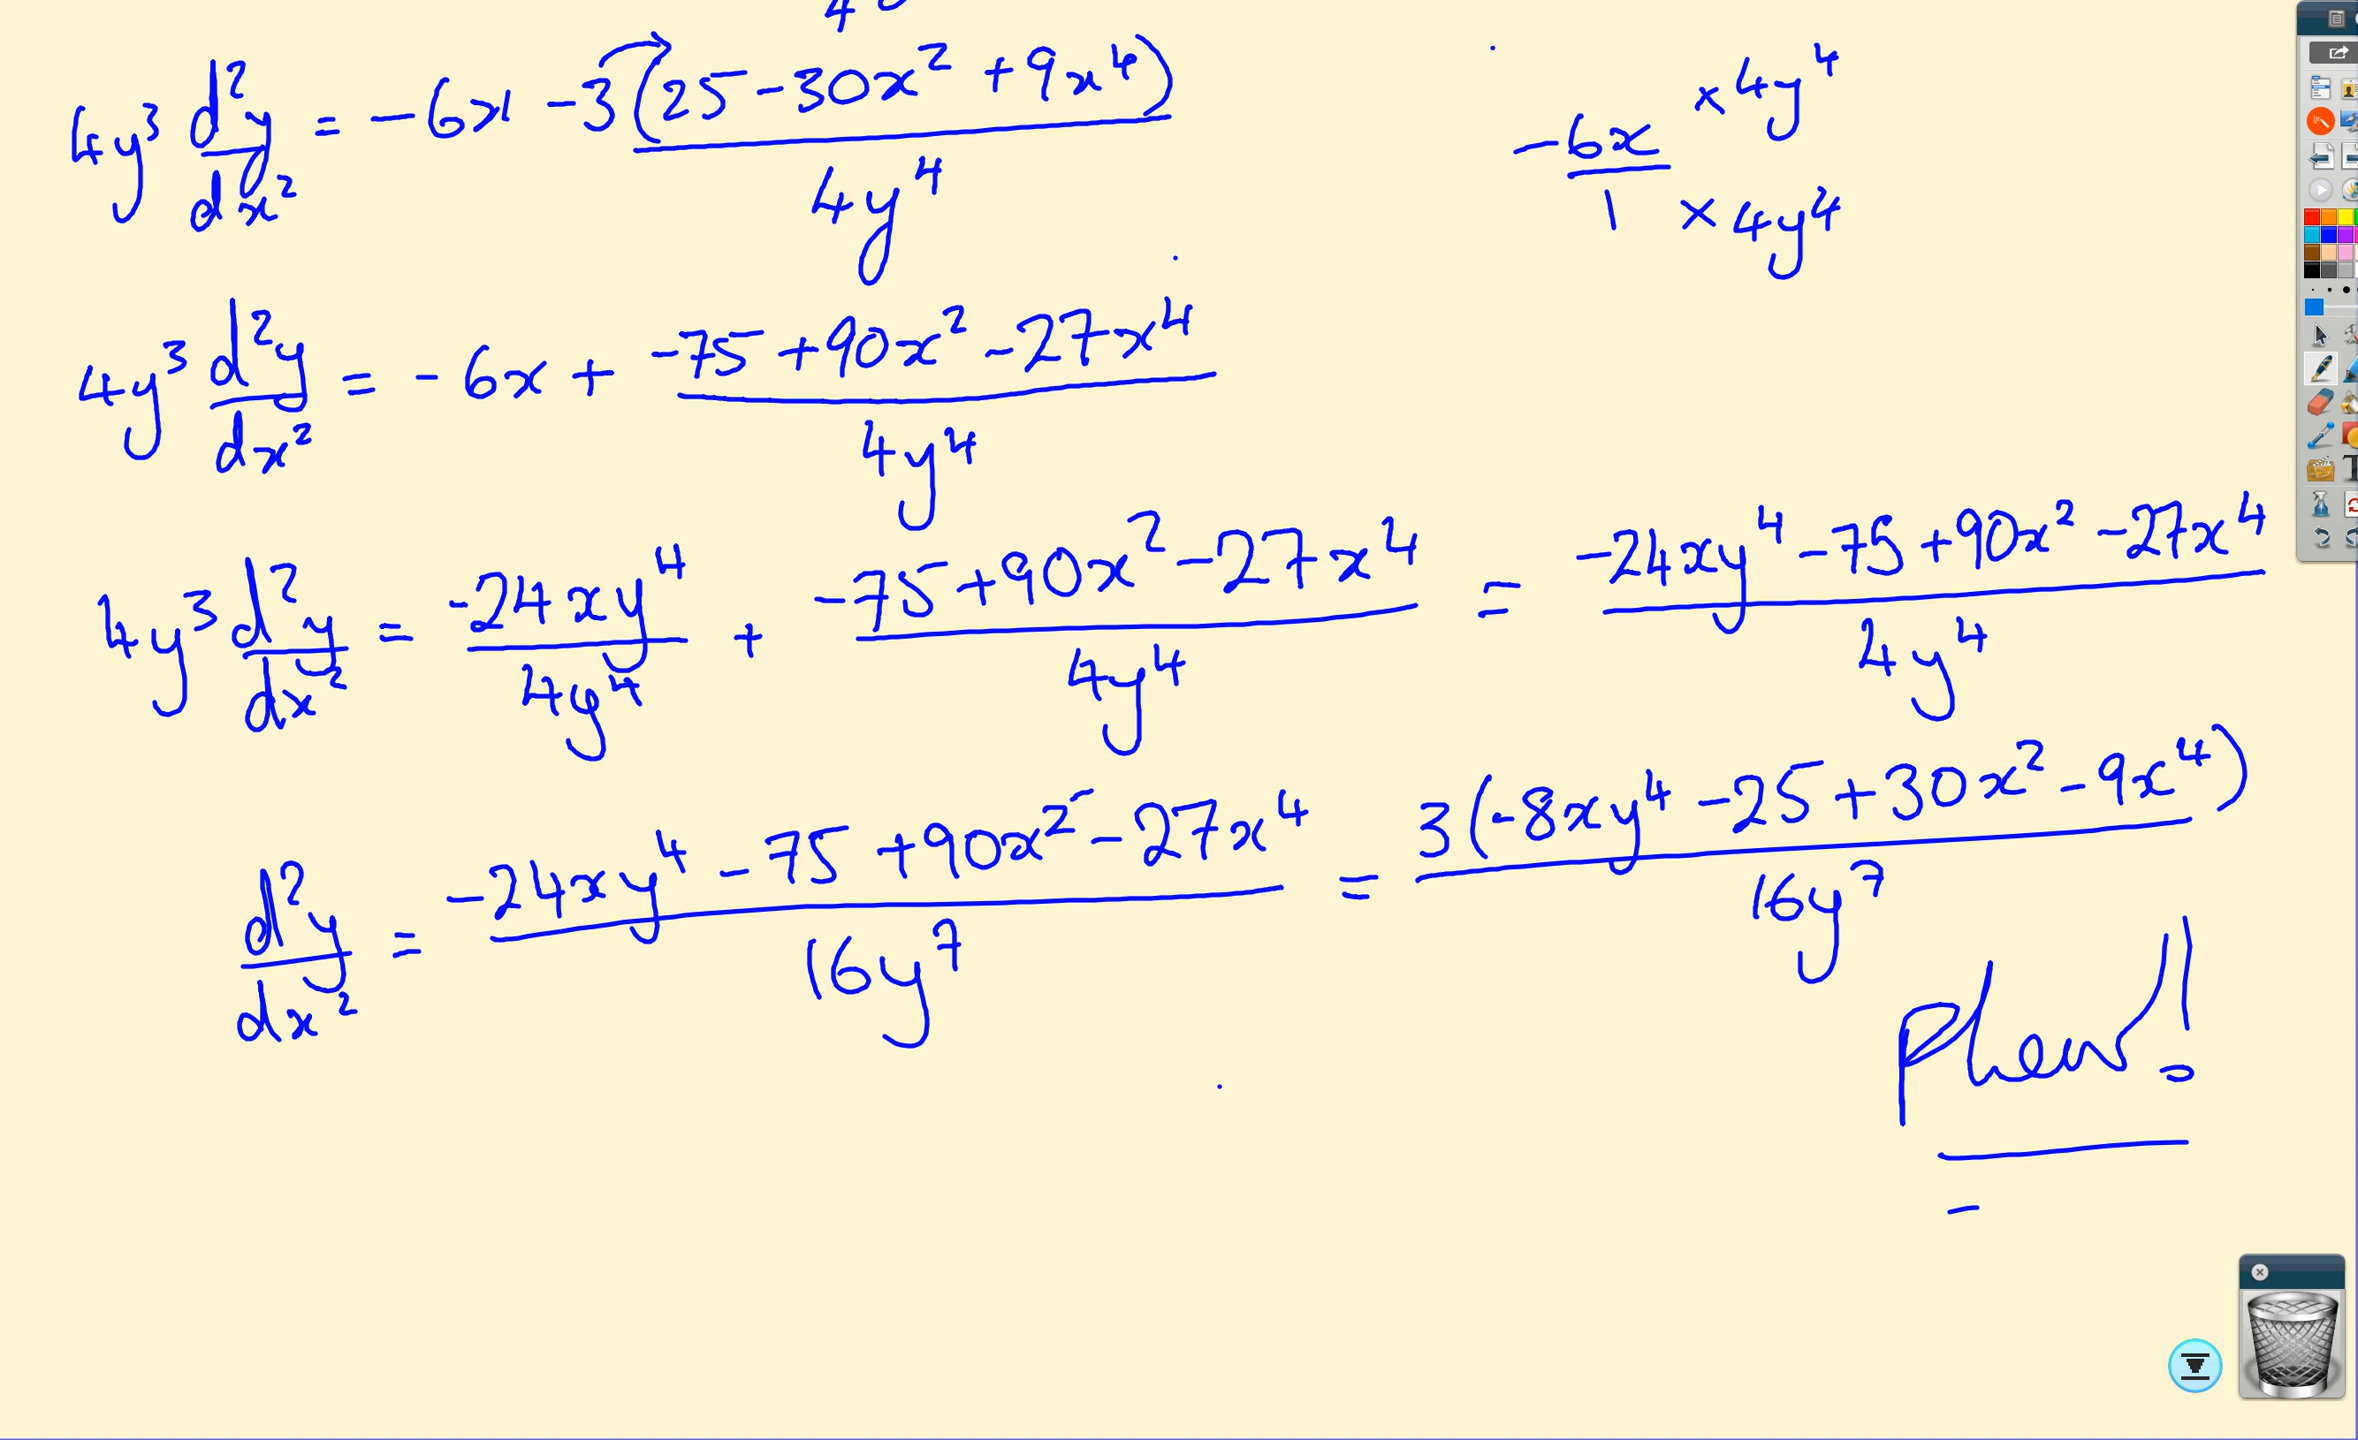 4y³ d²y/dx² = -6x -3(25-30x² +9x⁴)/4y⁴
-6x/1 ×4y⁴/×4y⁴
4y³ d²y/dx² = -6x + (-75+90x²-27x⁴)/4y⁴
4y³ d²y/dx² = -24xy⁴/4y⁴ + (-75+90x²-27x⁴)/4y⁴ = (-24xy⁴-75+90x²-27x⁴)/4y⁴
d²y/dx² = (-24xy⁴-75+90x²-27x⁴)/16y⁷ = 3(-8xy⁴-25+30x²-9x⁴)/16y⁷
Phew!!